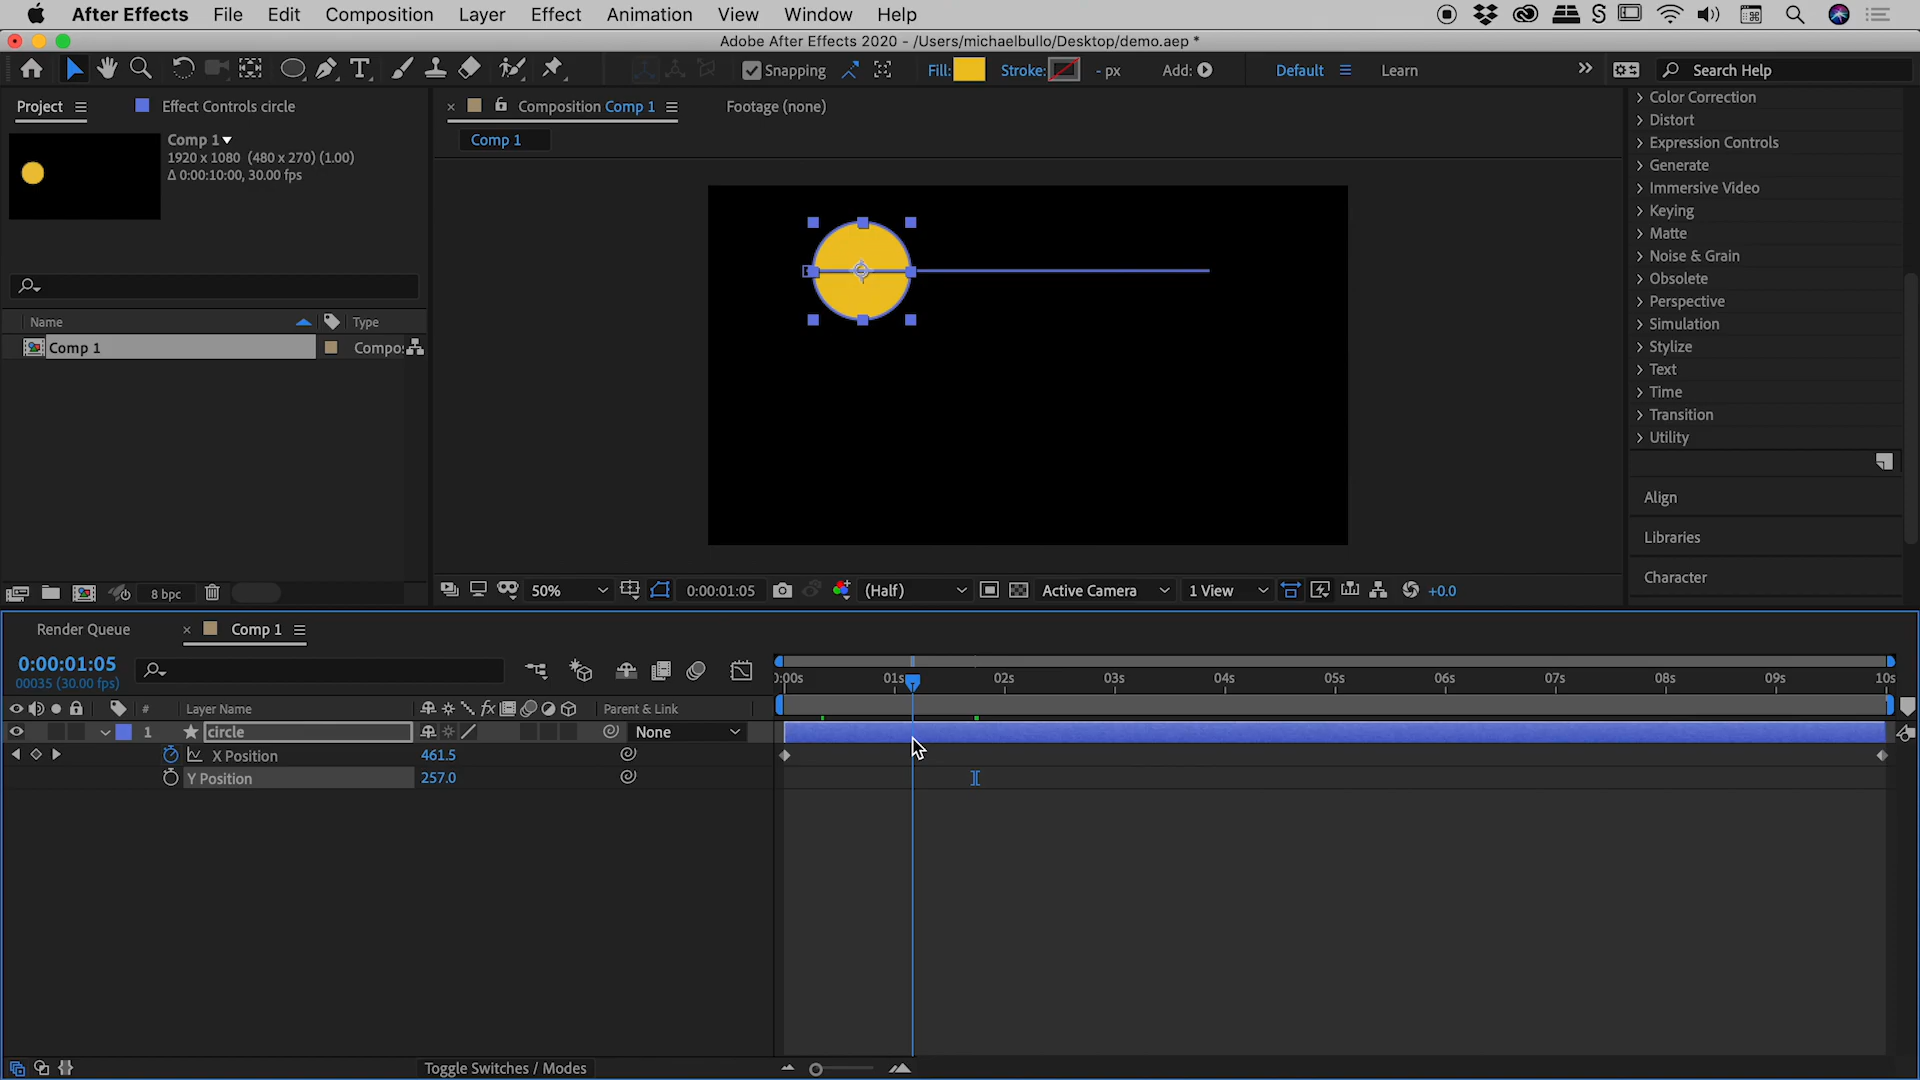 After Effects File Edit Composition Layer Effect Animation View Window Help
Adobe After Effects 2020 - /Users/michaelbullo/Desktop/demo.aep *
Snapping Fill: Stroke: - px Add: Default Learn Search Help
Project Effect Controls circle
Composition Comp 1 Footage (none)
Comp 1
Comp 1
1920 x 1080 (480 x 270) (1.00)
Δ 0:00:10:00, 30.00 fps
Name Type
Comp 1 Compos
8 bpc
50% 0:00:01:05 (Half) Active Camera 1 View +0.0
Color Correction
Distort
Expression Controls
Generate
Immersive Video
Keying
Matte
Noise & Grain
Obsolete
Perspective
Simulation
Stylize
Text
Time
Transition
Utility
Align
Libraries
Character
Render Queue Comp 1
0:00:01:05
00035 (30.00 fps)
):00s 01s 02s 03s 04s 05s 06s 07s 08s 09s 10s
# Layer Name fx Parent & Link
1 circle None
X Position 461.5
Y Position 257.0
Toggle Switches / Modes